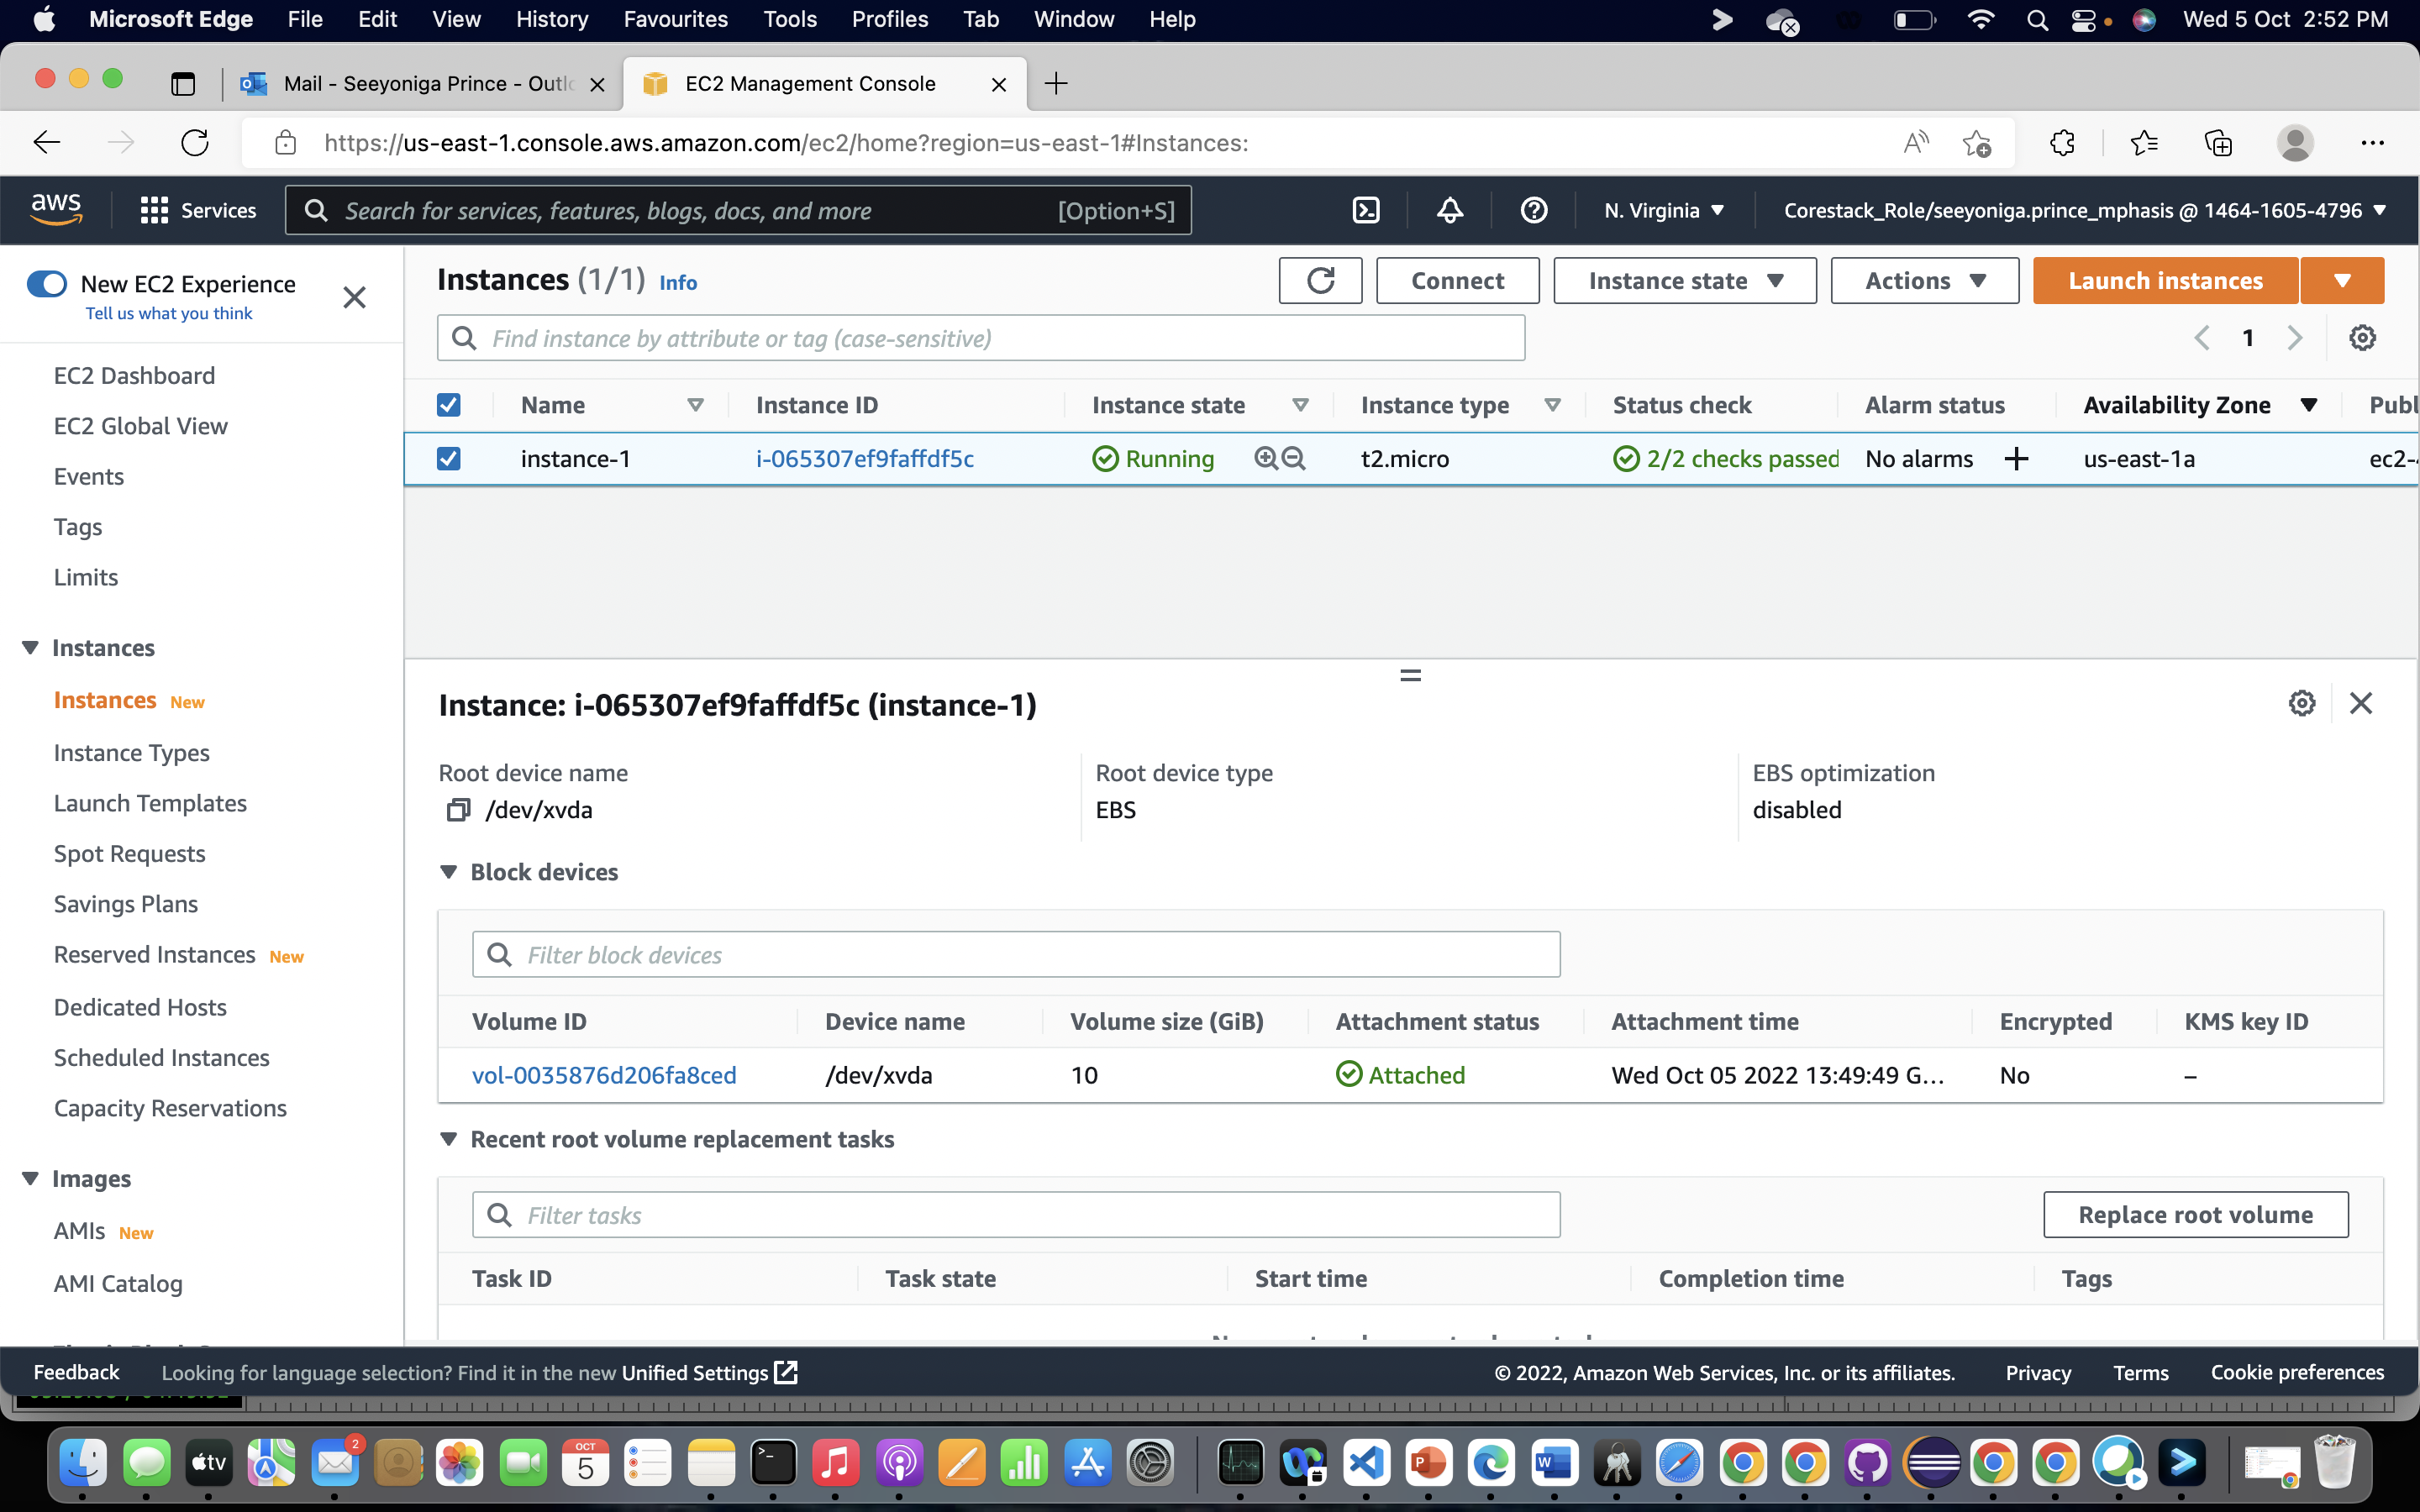 Microsoft Edge File Edit View History Favourites Tools Profiles Tab Window Help Wed 5 Oct 2:52 PM
Mail - Seeyoniga Prince - Outlo EC2 Management Console
https://us-east-1.console.aws.amazon.com/ec2/home?region=us-east-1#Instances:
aws Services Search for services, features, blogs, docs, and more [Option+S] N. Virginia Corestack_Role/seeyoniga.prince_mphasis @ 1464-1605-4796
New EC2 Experience
Tell us what you think
EC2 Dashboard
EC2 Global View
Events
Tags
Limits
Instances
Instances New
Instance Types
Launch Templates
Spot Requests
Savings Plans
Reserved Instances New
Dedicated Hosts
Scheduled Instances
Capacity Reservations
Images
AMIs New
AMI Catalog
Instances (1/1) Info Connect Instance state Actions Launch instances
Find instance by attribute or tag (case-sensitive) 1
Name Instance ID Instance state Instance type Status check Alarm status Availability Zone Publ
instance-1 i-065307ef9faffdf5c Running t2.micro 2/2 checks passed No alarms + us-east-1a ec2-
Instance: i-065307ef9faffdf5c (instance-1)
Root device name Root device type EBS optimization
/dev/xvda EBS disabled
Block devices
Filter block devices
Volume ID Device name Volume size (GiB) Attachment status Attachment time Encrypted KMS key ID
vol-0035876d206fa8ced /dev/xvda 10 Attached Wed Oct 05 2022 13:49:49 G... No –
Recent root volume replacement tasks
Filter tasks Replace root volume
Task ID Task state Start time Completion time Tags
Feedback Looking for language selection? Find it in the new Unified Settings © 2022, Amazon Web Services, Inc. or its affiliates. Privacy Terms Cookie preferences
2
tv
OCT
5